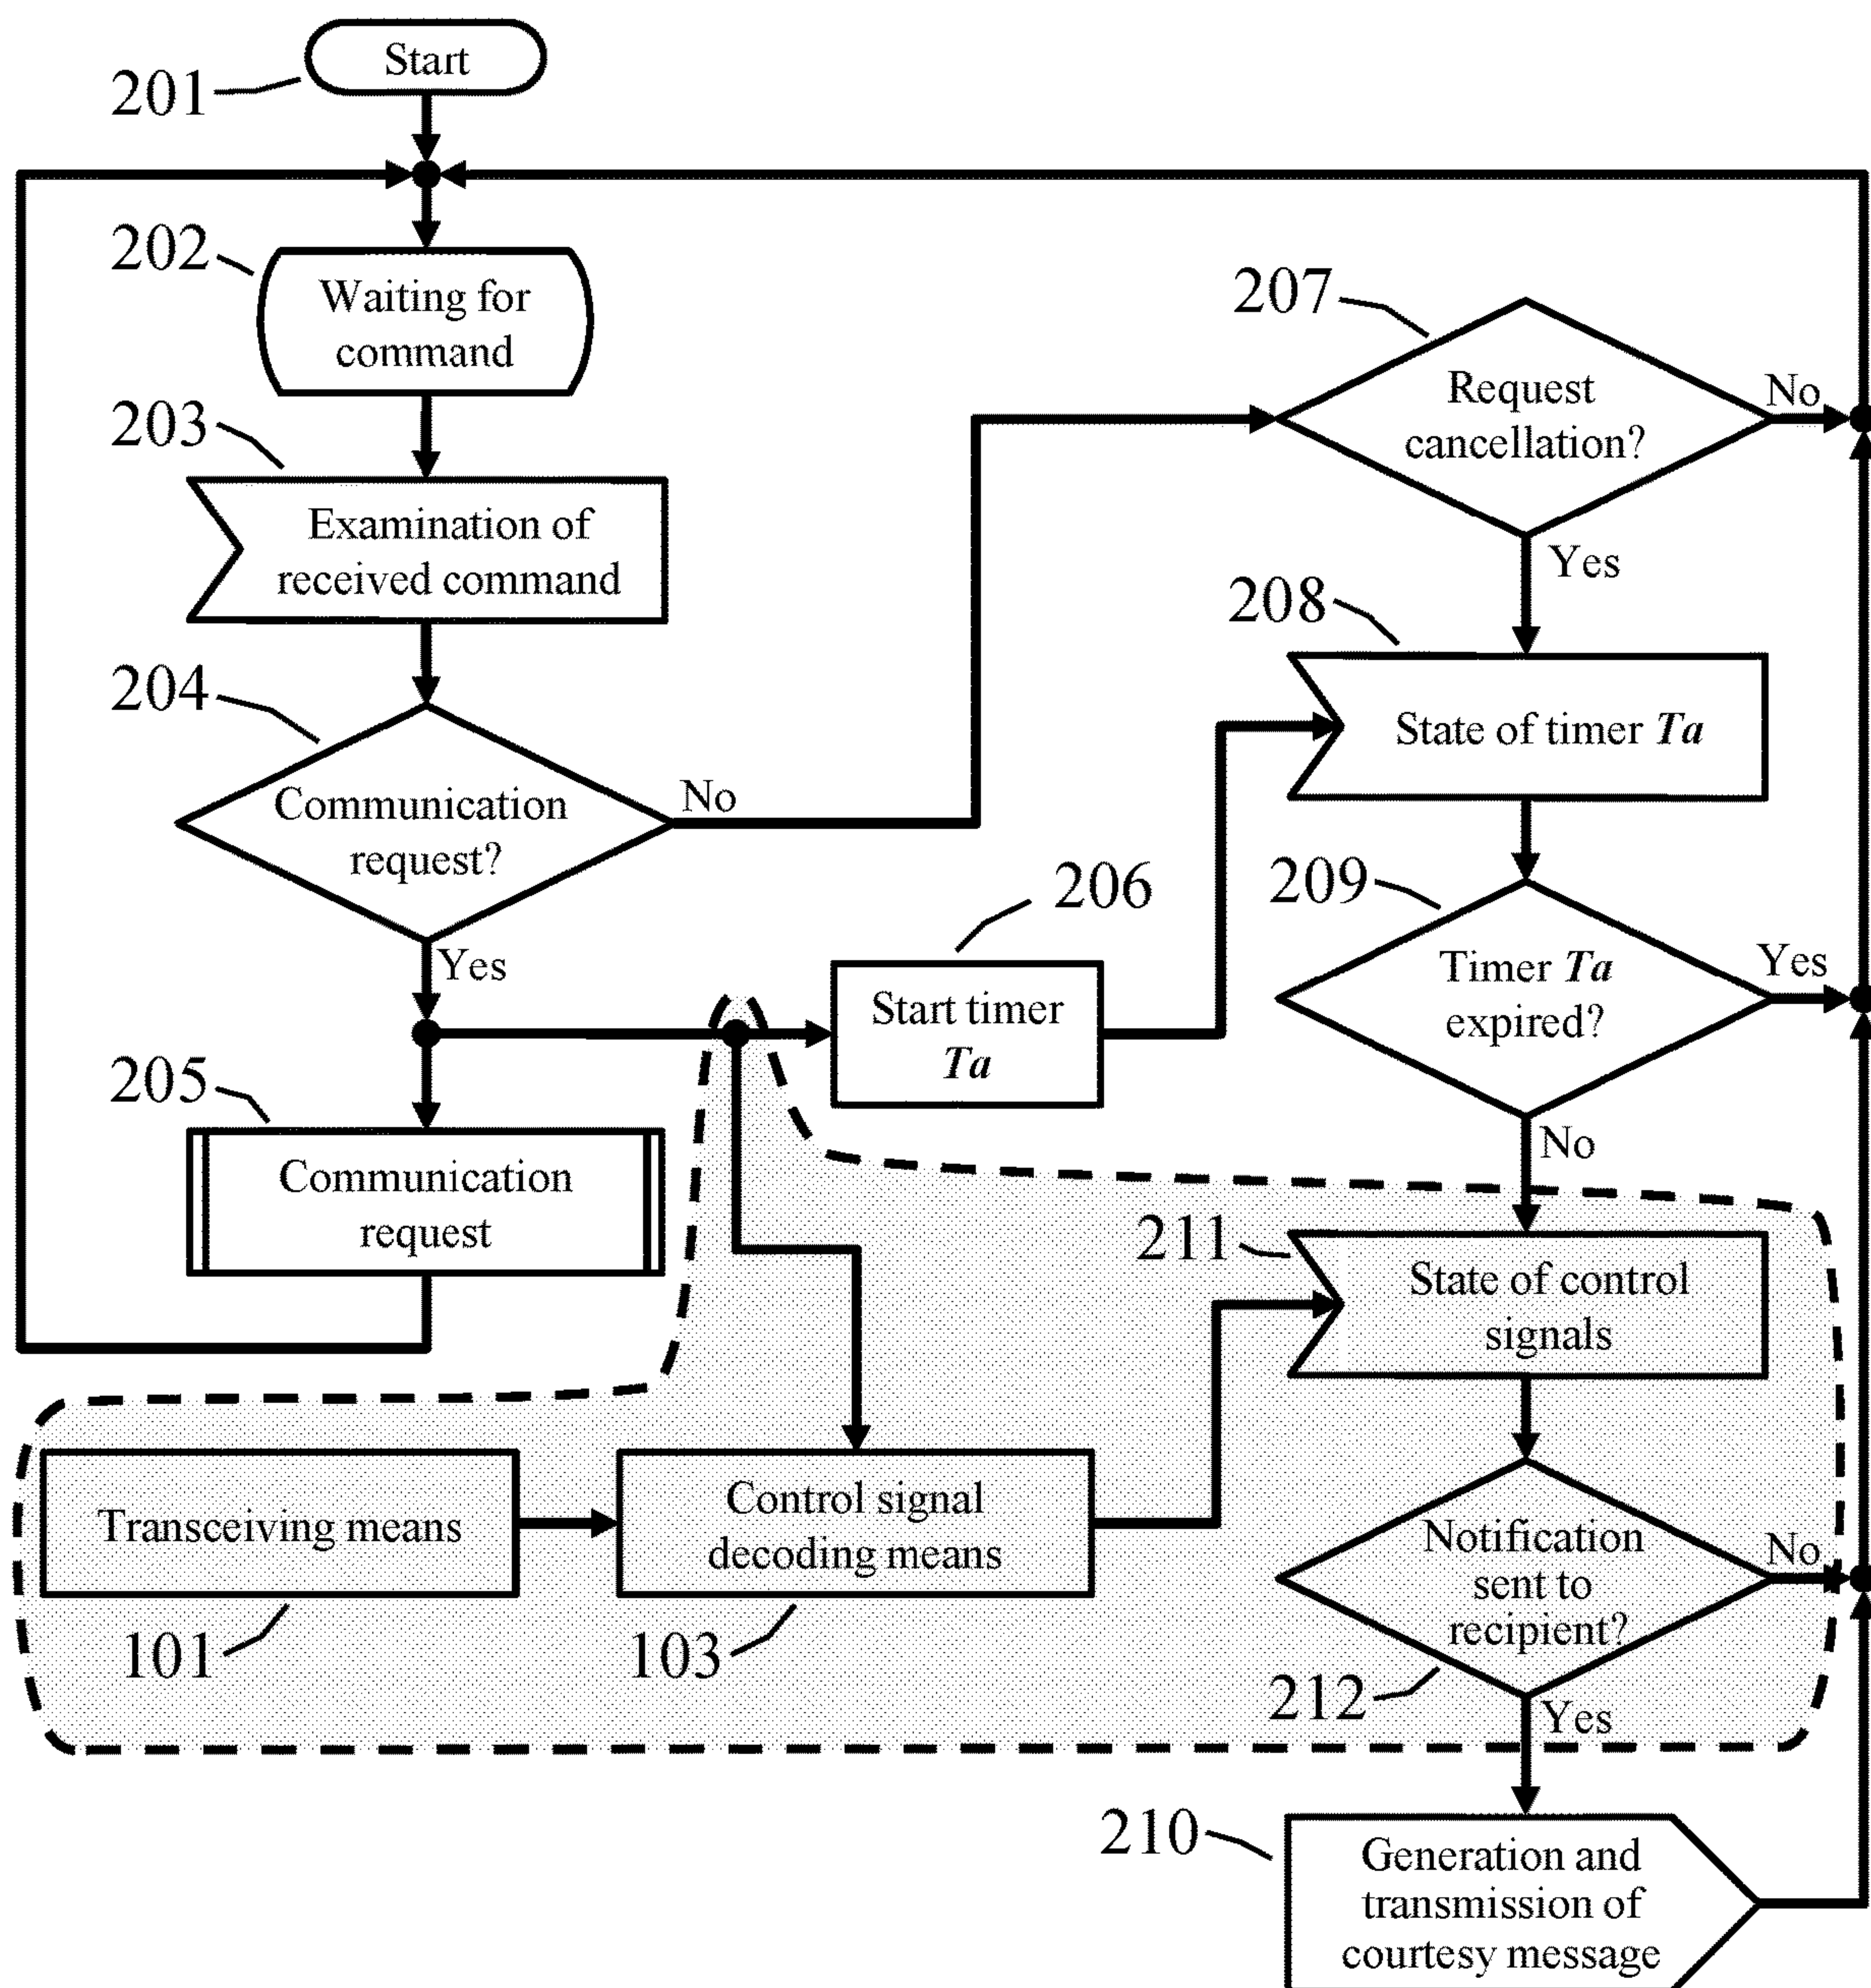 Start
201
202
Waiting for
command
203
Examination of
received command
204
Communication
request?
No
Yes
205
Communication
request
206
Start timer
Ta
207
Request
cancellation?
No
Yes
208
State of timer Ta
209
Timer Ta
expired?
Yes
No
211
State of control
signals
Transceiving means
101
Control signal
decoding means
103
Notification
sent to
recipient?
No
212
Yes
210
Generation and
transmission of
courtesy message